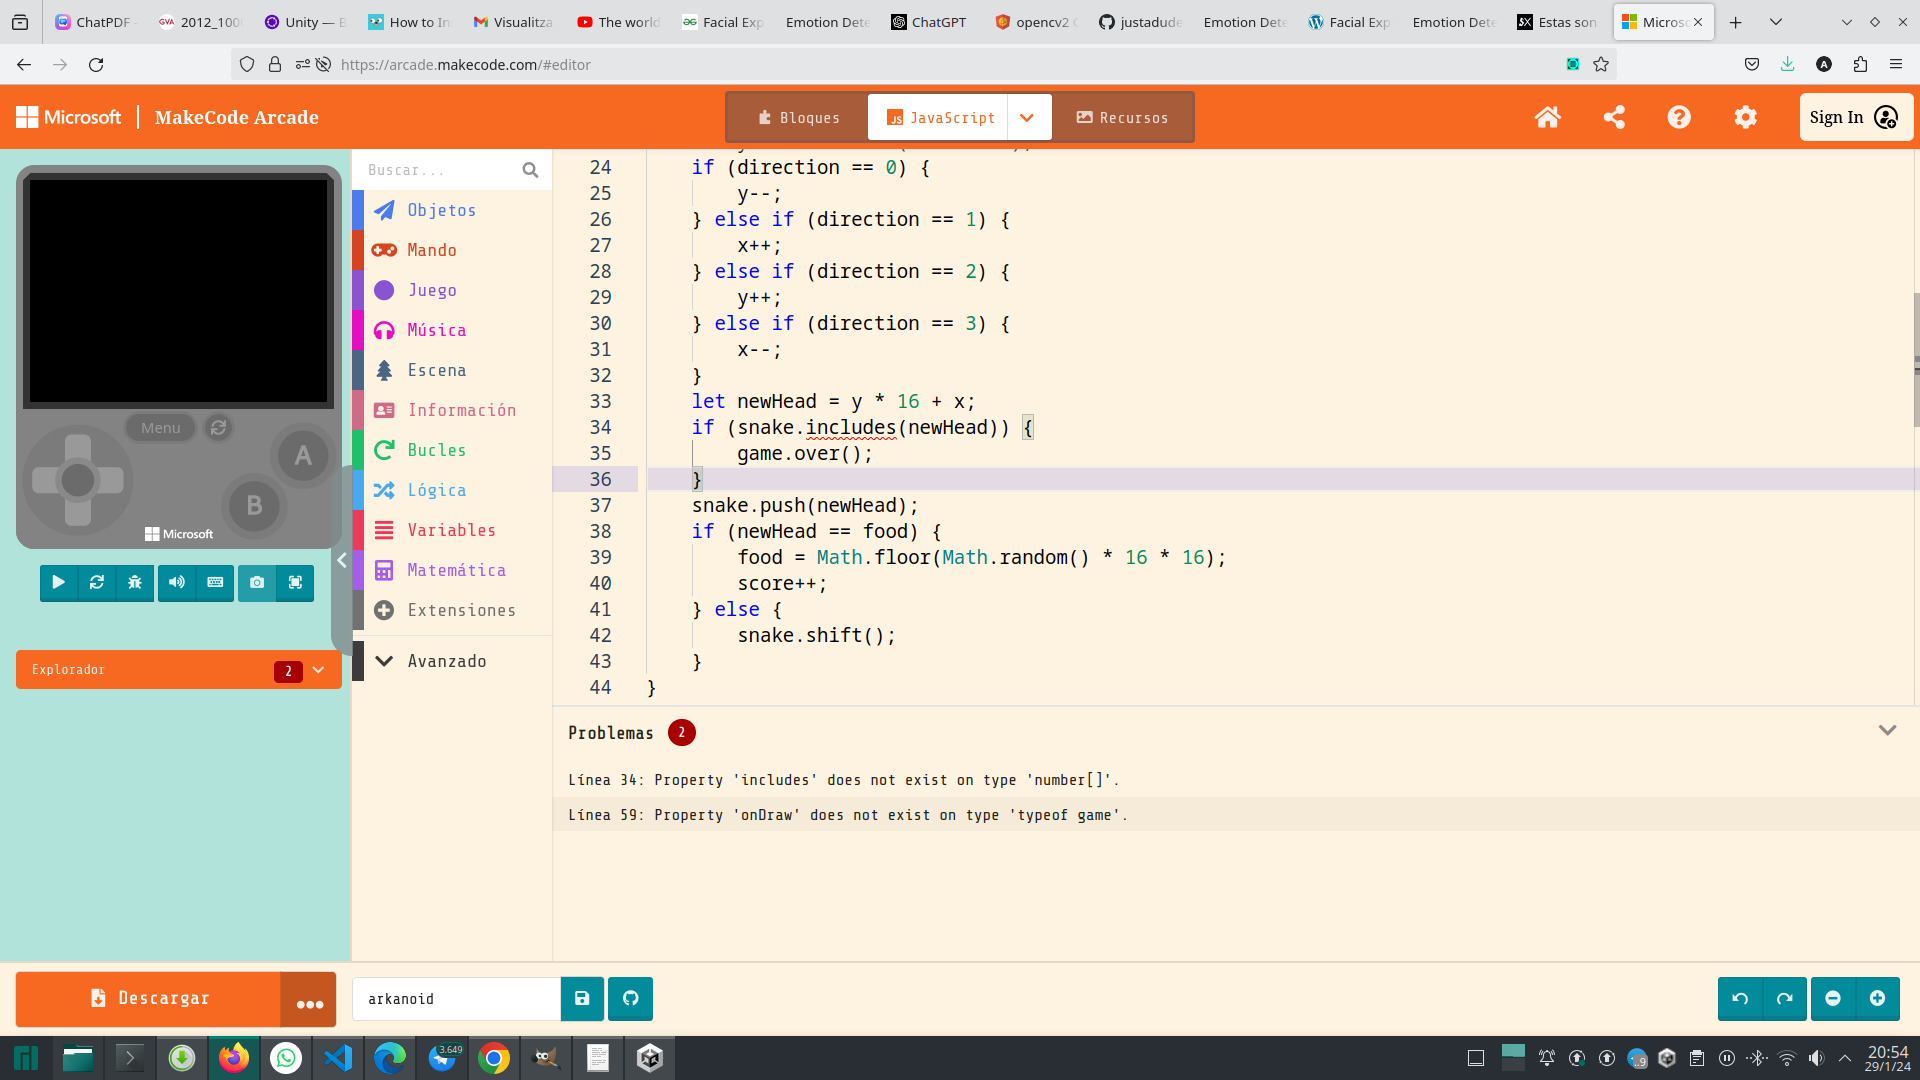 ChatPDF -
2012_100
Unity — E
How to In
Visualitza
The world
Facial Exp
Emotion Dete
ChatGPT
opencv2 C
justadude
Emotion Dete
Facial Exp
Emotion Dete
Estas son
Micros
https://arcade.makecode.com/#editor
Microsoft
MakeCode Arcade
Bloques
JavaScript
Recursos
Sign In
Menu
A
B
Microsoft
Explorador
2
Buscar...
Objetos
Mando
Juego
Música
Escena
Información
Bucles
Lógica
Variables
Matemática
Extensiones
Avanzado
24 if (direction == 0) {
25 y--;
26 } else if (direction == 1) {
27 x++;
28 } else if (direction == 2) {
29 y++;
30 } else if (direction == 3) {
31 x--;
32 }
33 let newHead = y * 16 + x;
34 if (snake.includes(newHead)) {
35 game.over();
36 }
37 snake.push(newHead);
38 if (newHead == food) {
39 food = Math.floor(Math.random() * 16 * 16);
40 score++;
41 } else {
42 snake.shift();
43 }
44 }
Problemas 2
Línea 34: Property 'includes' does not exist on type 'number[]'.
Línea 59: Property 'onDraw' does not exist on type 'typeof game'.
Descargar
arkanoid
3.649
20:54
29/1/24